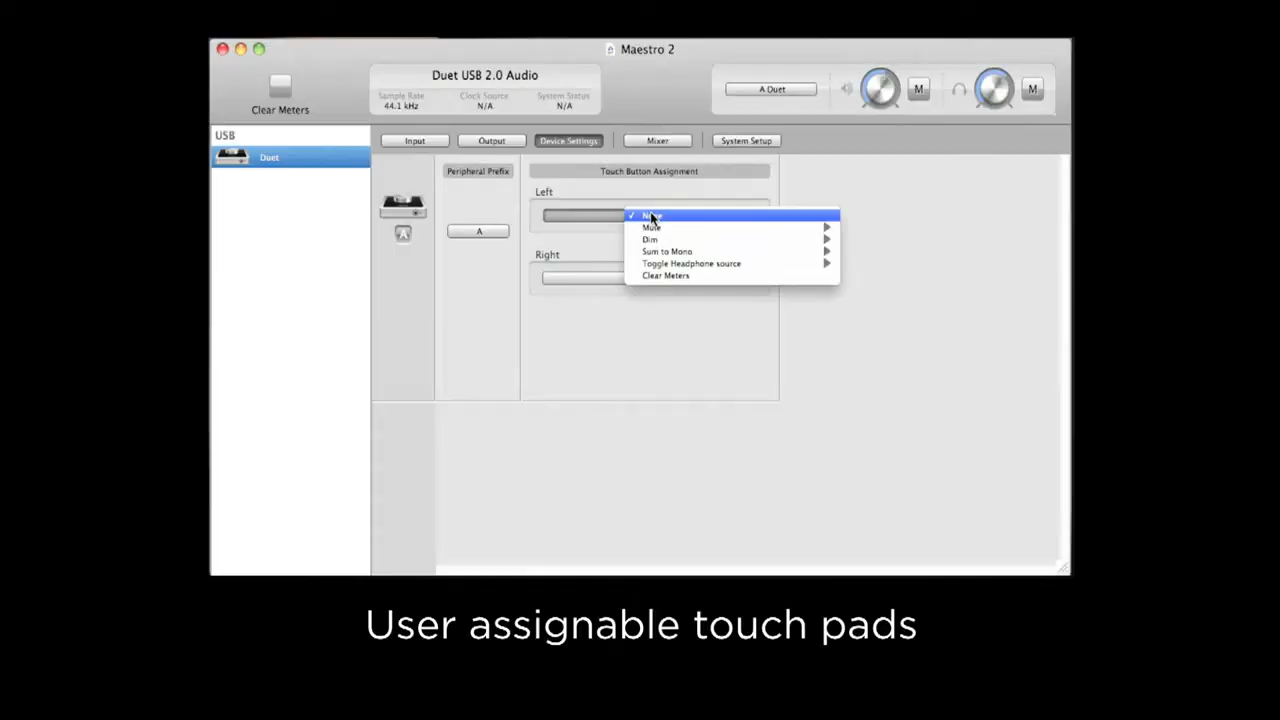 Maestro 2
Clear Meters
Duet USB 2.0 Audio
Sample Rate Clock Source System Status
44.1 kHz N/A N/A
A Duet
M
M
USB
Duet
Input Output Device Settings Mixer System Setup
Peripheral Prefix
A
A
Touch Button Assignment
Left
Right
None
Mute
Dim
Sum to Mono
Toggle Headphone source
Clear Meters
User assignable touch pads